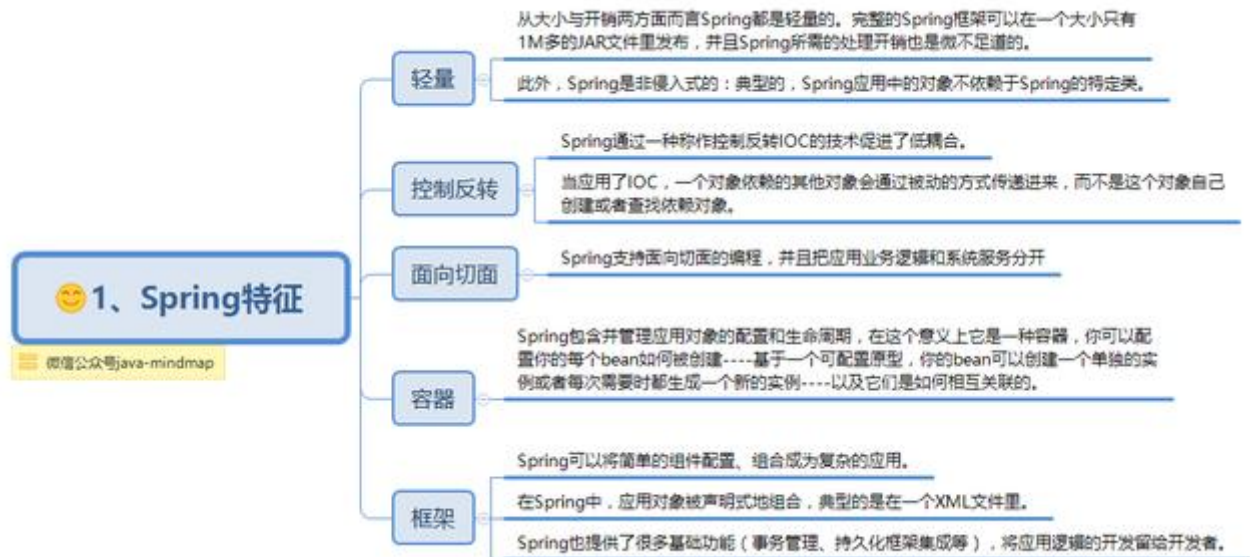 从大小与开销两方面而言Spring都是轻量的。完整的Spring框架可以在一个大小只有
1M多的JAR文件里发布，并且Spring所需的处理开销也是微不足道的。
轻量
此外，Spring是非侵入式的：典型的，Spring应用中的对象不依赖于Spring的特定类。
Spring通过一种称作控制反转IOC的技术促进了低耦合。
控制反转
当应用了IOC，一个对象依赖的其他对象会通过被动的方式传递进来，而不是这个对象自己
创建或者查找依赖对象。
面向切面
Spring支持面向切面的编程，并且把应用业务逻辑和系统服务分开
1、Spring特征
微信公众号java-mindmap
Spring包含并管理应用对象的配置和生命周期，在这个意义上它是一种容器，你可以配
置你的每个bean如何被创建----基于一个可配置原型，你的bean可以创建一个单独的实
例或者每次需要时都生成一个新的实例----以及它们是如何相互关联的。
容器
Spring可以将简单的组件配置、组合成为复杂的应用。
框架
在Spring中，应用对象被声明式地组合，典型的是在一个XML文件里。
Spring也提供了很多基础功能（事务管理、持久化框架集成等），将应用逻辑的开发留给开发者。